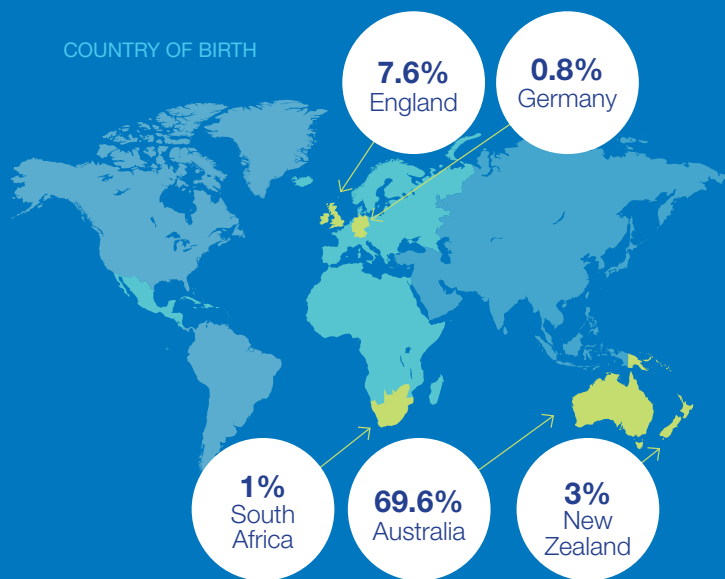 COUNTRY OF BIRTH
7.6%
England
0.8%
Germany
1%
South
Africa
69.6%
Australia
3%
New
Zealand